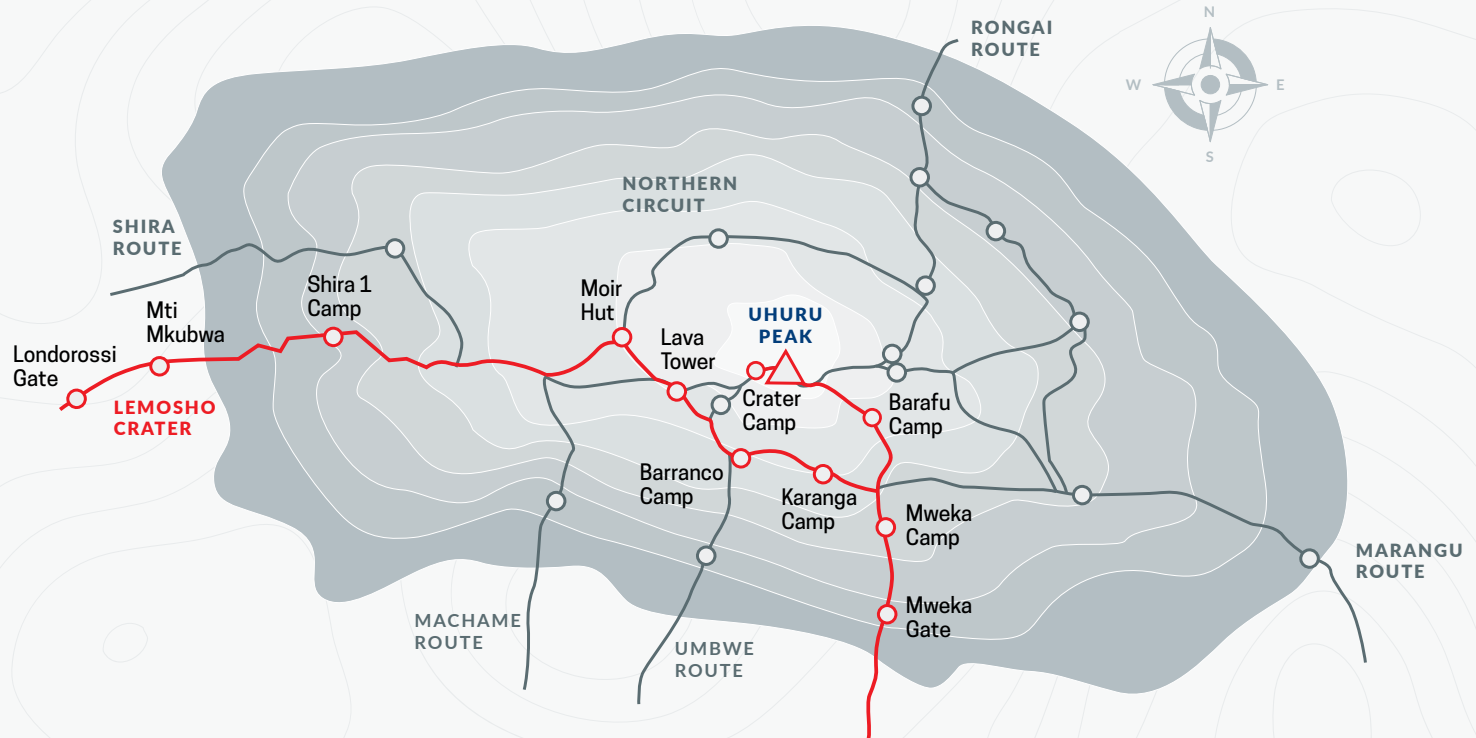 RONGAI
ROUTE
N
W
E
S
NORTHERN
CIRCUIT
SHIRA
ROUTE
Shira 1
Camp
Moir
Hut
Mti
Mkubwa
UHURU
PEAK
Lava
Tower
Londorossi
Gate
LEMOSHO
CRATER
Crater
Camp
Barafu
Camp
Barranco
Camp
Karanga
Camp
Mweka
Camp
MARANGU
ROUTE
Mweka
Gate
MACHAME
ROUTE
UMBWE
ROUTE